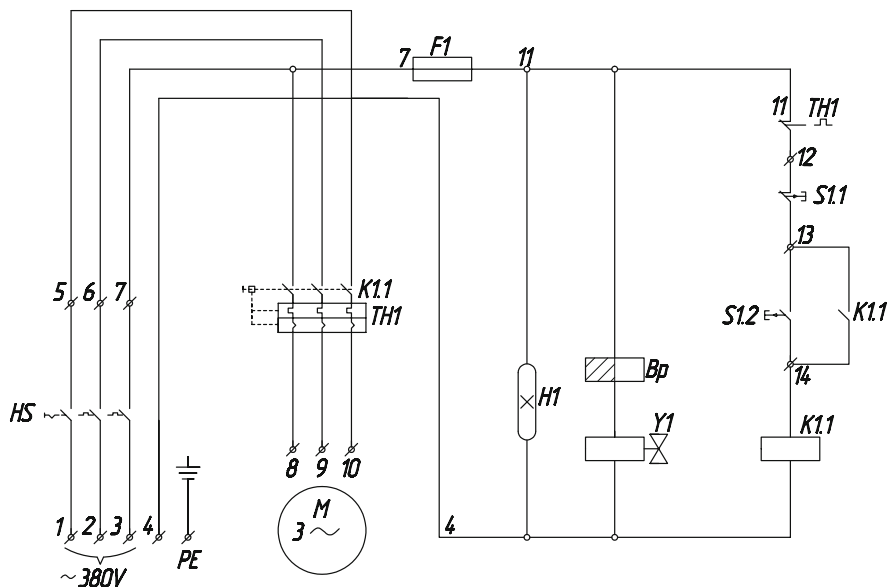 7 F1 11
11 TH1
12
S1.1
13
5 6 7 K1.1
TH1
S1.2 K1.1
14
HS H1 Bp
Y1 K1.1
8 9 10
M
3 ~
1 2 3 4 4
PE
~380V